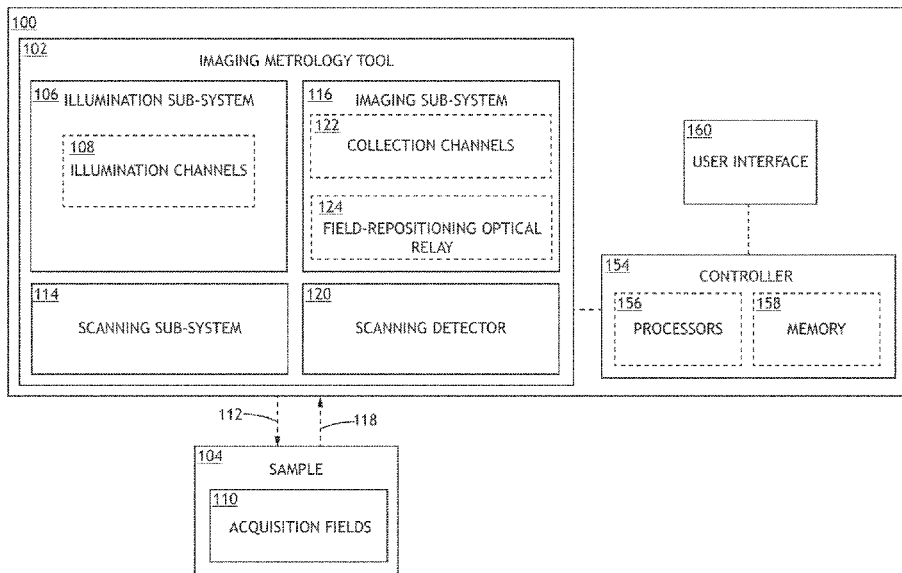 100
102
IMAGING METROLOGY TOOL
106
ILLUMINATION SUB-SYSTEM
108
ILLUMINATION CHANNELS
116
IMAGING SUB-SYSTEM
122
COLLECTION CHANNELS
124
FIELD-REPOSITIONING OPTICAL
RELAY
114
SCANNING SUB-SYSTEM
120
SCANNING DETECTOR
160
USER INTERFACE
154
CONTROLLER
156
PROCESSORS
158
MEMORY
112
118
104
SAMPLE
110
ACQUISITION FIELDS